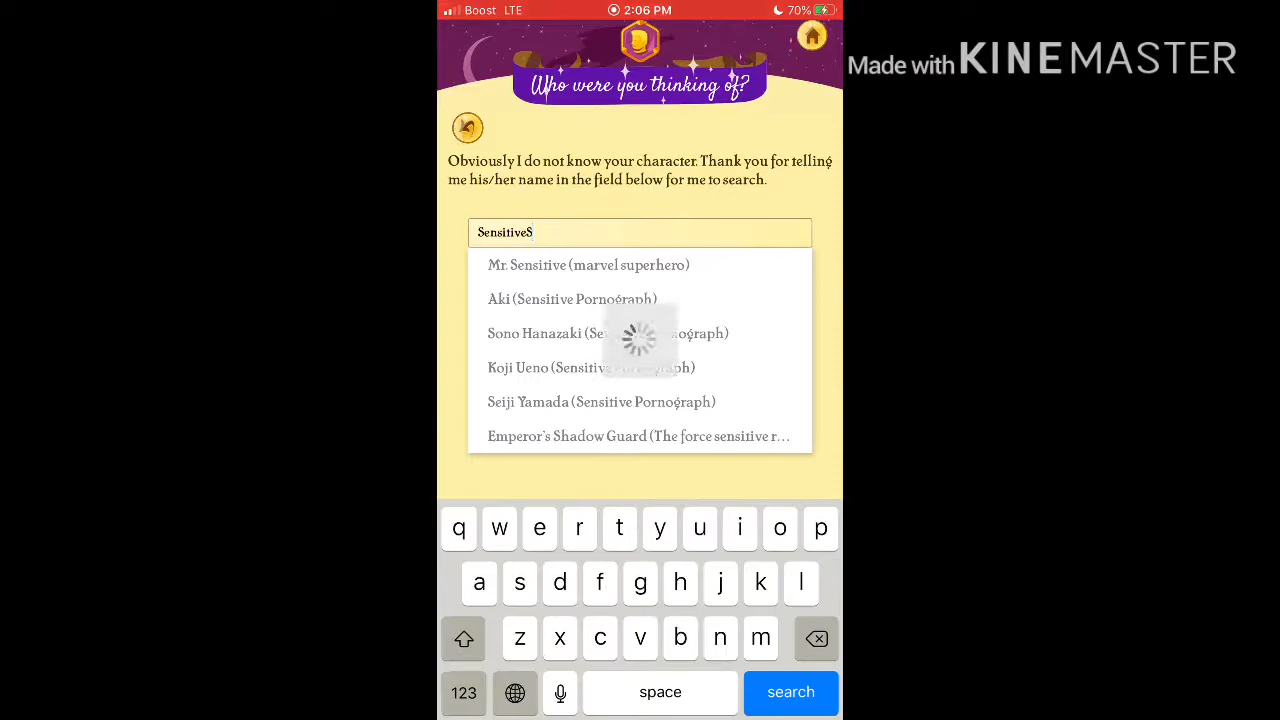 Boost LTE 2:06 PM 70%
Made with KINEMASTER
Who were you thinking of?
Obviously I do not know your character. Thank you for telling
me his/her name in the field below for me to search.
SensitiveS
Mr. Sensitive (marvel superhero)
Aki (Sensitive Pornograph)
Sono Hanazaki (Se ograph)
Koji Ueno (Sensitive Pornograph)
Seiji Yamada (Sensitive Pornograph)
Emperor's Shadow Guard (The force sensitive r...
q w e r t y u i o p
a s d f g h j k l
z x c v b n m
123 space search